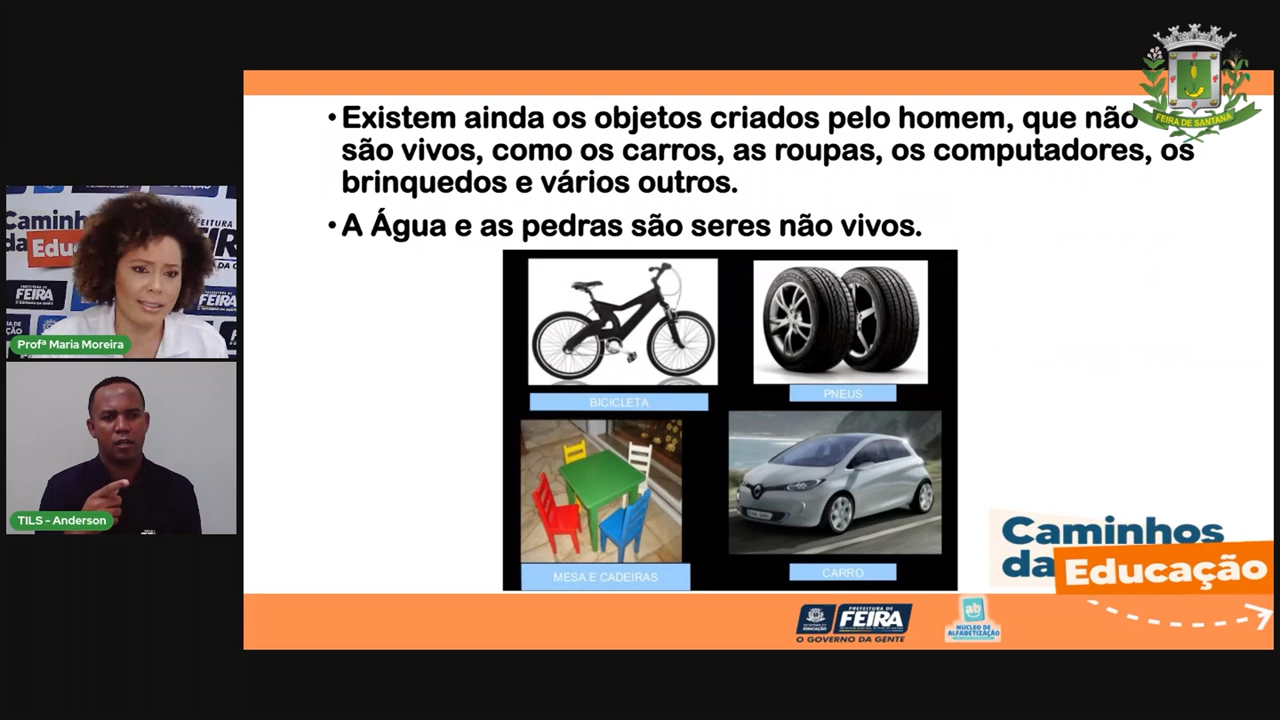 FEIRA DE SANTANA
• Existem ainda os objetos criados pelo homem, que não
são vivos, como os carros, as roupas, os computadores, os
brinquedos e vários outros.
• A Água e as pedras são seres não vivos.
BICICLETA
PNEUS
MESA E CADEIRAS
CARRO
Profª Maria Moreira
TILS - Anderson
Caminhos
da Educação
PREFEITURA DE
FEIRA
O GOVERNO DA GENTE
EDUCAÇÃO
ab
NÚCLEO DE
ALFABETIZAÇÃO